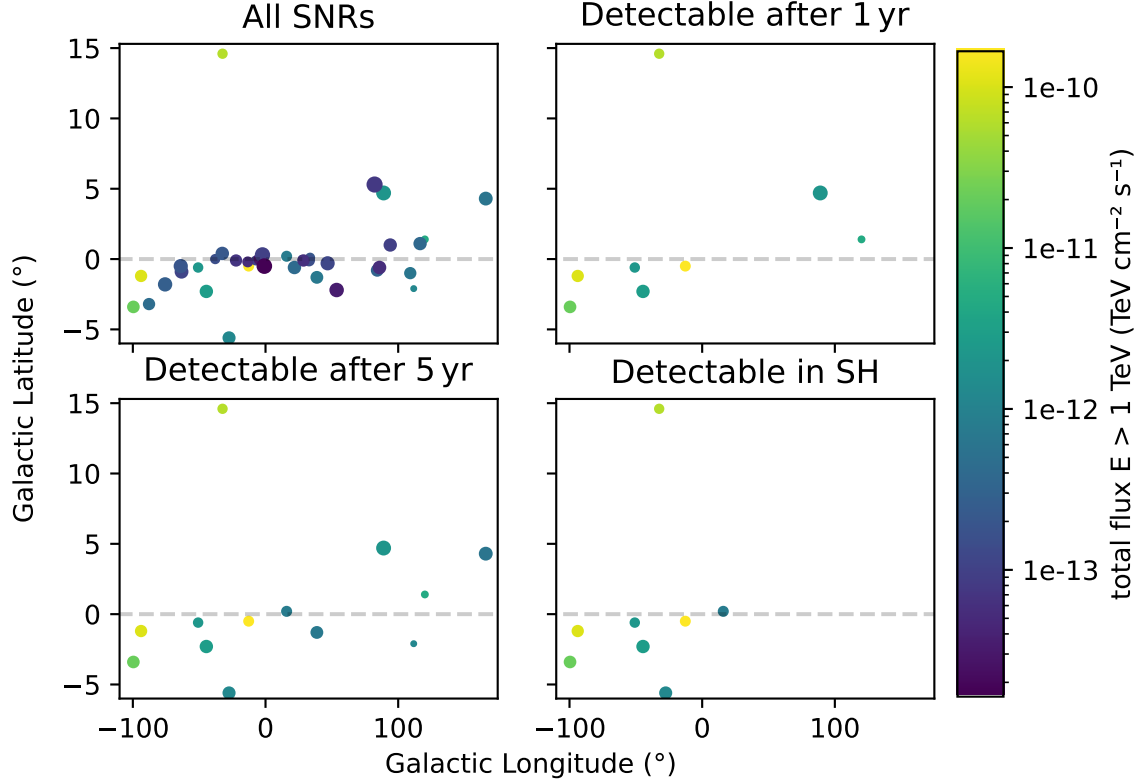 All SNRs
Detectable after 1 yr
15
10
5
0
−5
Galactic Latitude (°)
Detectable after 5 yr
Detectable in SH
15
10
5
0
−5
−100
0
100
−100
0
100
Galactic Longitude (°)
1e-10
1e-11
1e-12
1e-13
total flux E > 1 TeV (TeV cm⁻² s⁻¹)